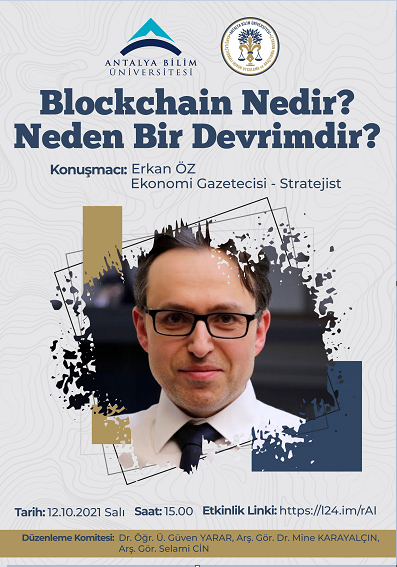 ANTALYA BİLİM
ÜNİVERSİTESİ
Blockchain Nedir?
Neden Bir Devrimdir?
Konuşmacı: Erkan ÖZ
Ekonomi Gazetecisi - Stratejist
Tarih: 12.10.2021 Salı Saat: 15.00 Etkinlik Linki: https://l24.im/rAI
Düzenleme Komitesi: Dr. Öğr. Ü. Güven YARAR, Arş. Gör. Dr. Mine KARAYALÇIN,
Arş. Gör. Selami CİN